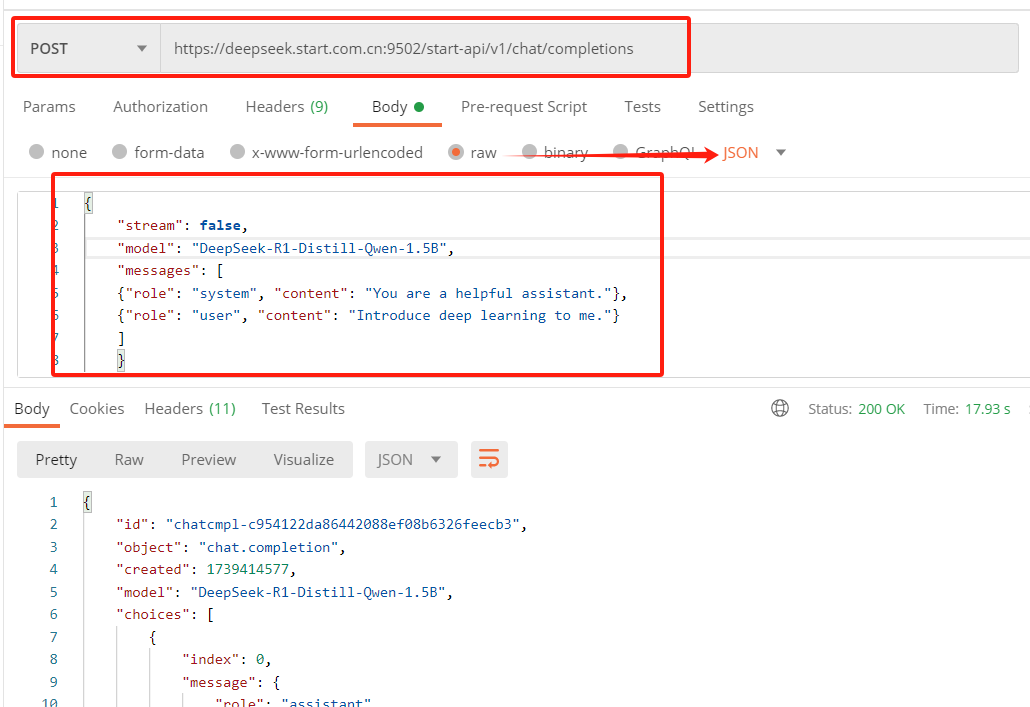 POST https://deepseek.start.com.cn:9502/start-api/v1/chat/completions
Params Authorization Headers (9) Body Pre-request Script Tests Settings
none form-data x-www-form-urlencoded raw binary GraphQL JSON
1 {
2 "stream": false,
3 "model": "DeepSeek-R1-Distill-Qwen-1.5B",
4 "messages": [
5 {"role": "system", "content": "You are a helpful assistant."},
6 {"role": "user", "content": "Introduce deep learning to me."}
7 ]
8 }
Body Cookies Headers (11) Test Results Status: 200 OK Time: 17.93 s
Pretty Raw Preview Visualize JSON
1 {
2 "id": "chatcmpl-c954122da86442088ef08b6326feecb3",
3 "object": "chat.completion",
4 "created": 1739414577,
5 "model": "DeepSeek-R1-Distill-Qwen-1.5B",
6 "choices": [
7 {
8 "index": 0,
9 "message": {
10 "role": "assistant"